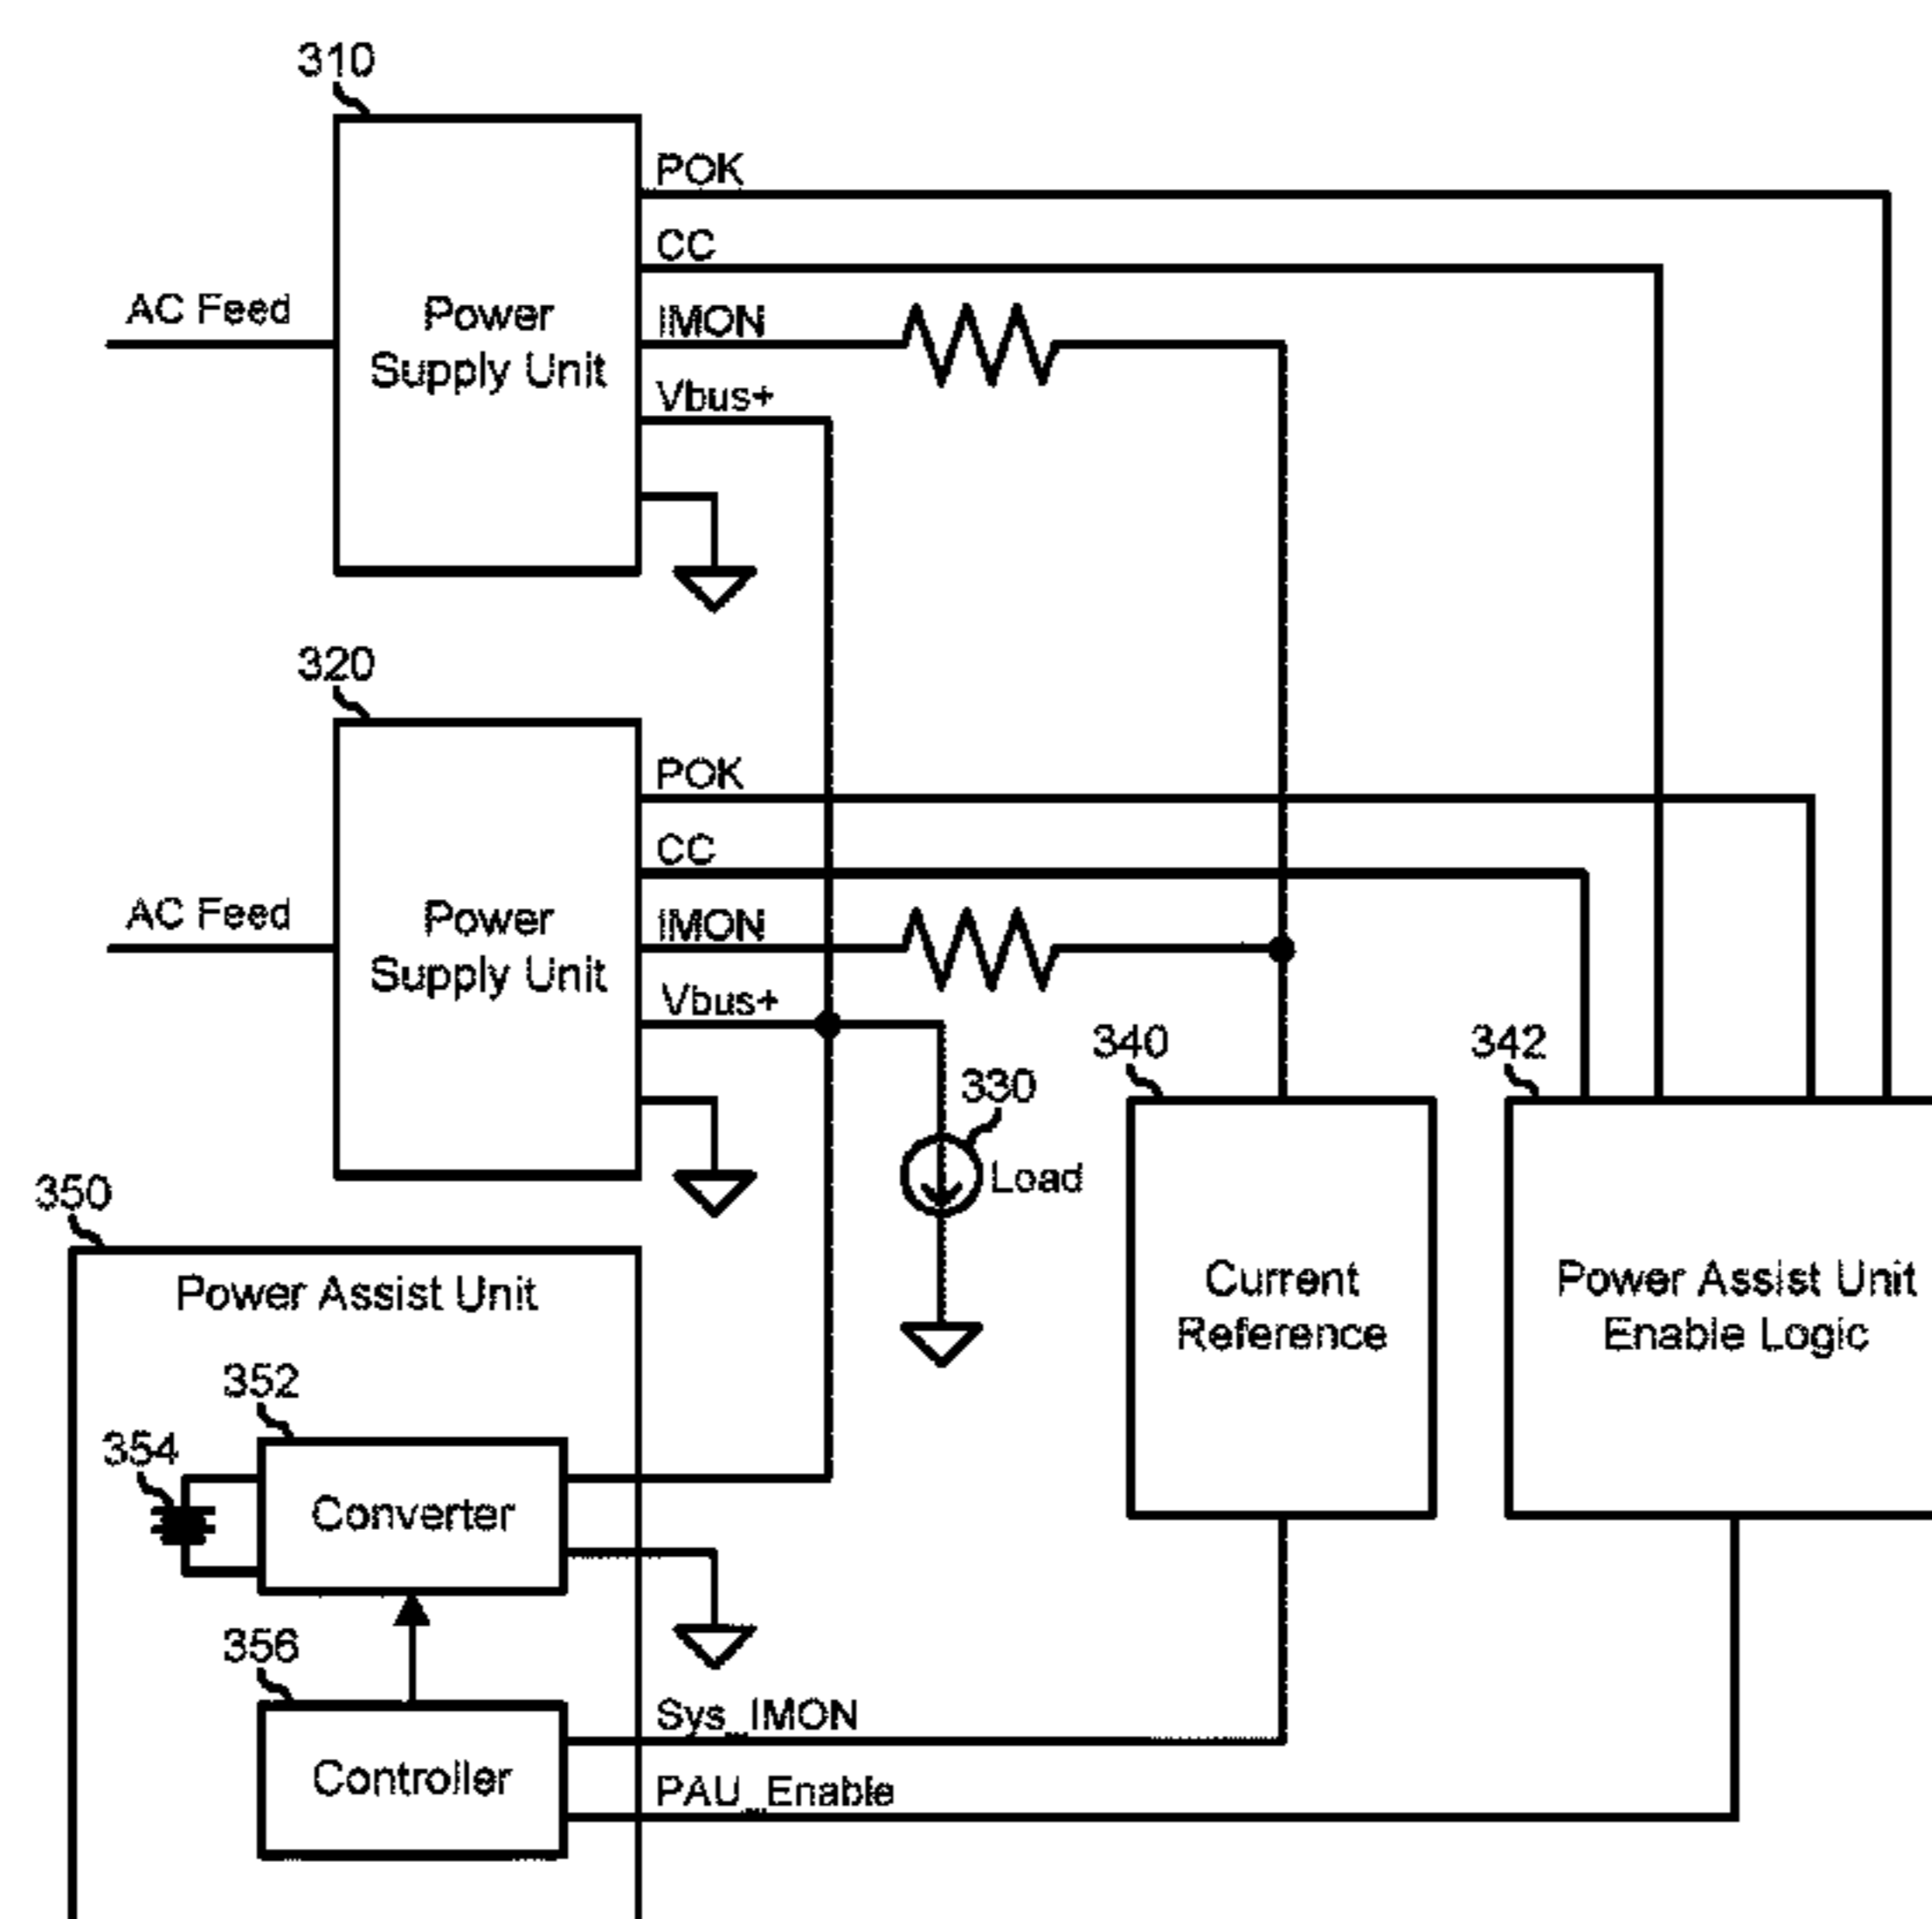 310
POK
CC
AC Feed
Power
Supply Unit
IMON
Vbus+
320
POK
CC
AC Feed
Power
Supply Unit
IMON
Vbus+
340
342
330
Load
350
Power Assist Unit
Current
Reference
Power Assist Unit
Enable Logic
352
354
Converter
356
Controller
Sys_IMON
PAU_Enable